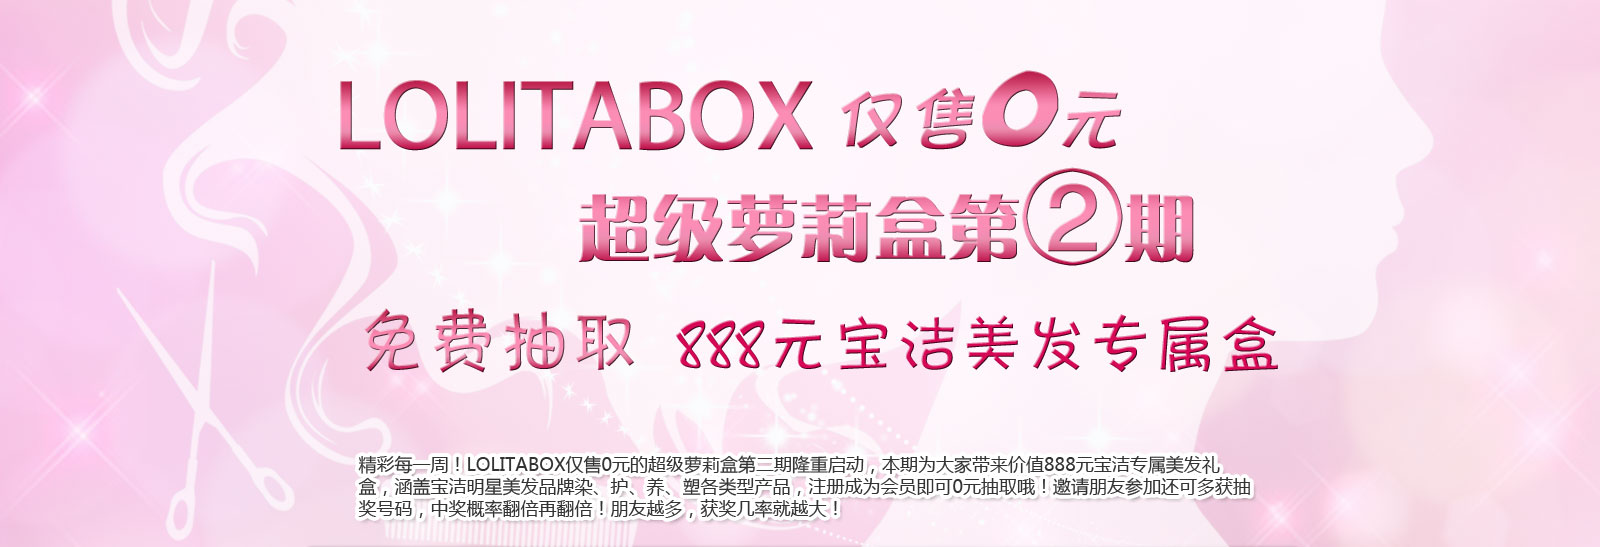 LOLITABOX 仅售0元
超级萝莉盒第②期
免费抽取 888元宝洁美发专属盒
精彩每一周！LOLITABOX仅售0元的超级萝莉盒第二期隆重启动，本期为大家带来价值888元宝洁专属美发礼
盒，涵盖宝洁明星美发品牌染、护、养、塑各类型产品，注册成为会员即可0元抽取哦！邀请朋友参加还可多获抽
奖号码，中奖概率翻倍再翻倍！朋友越多，获奖几率就越大！